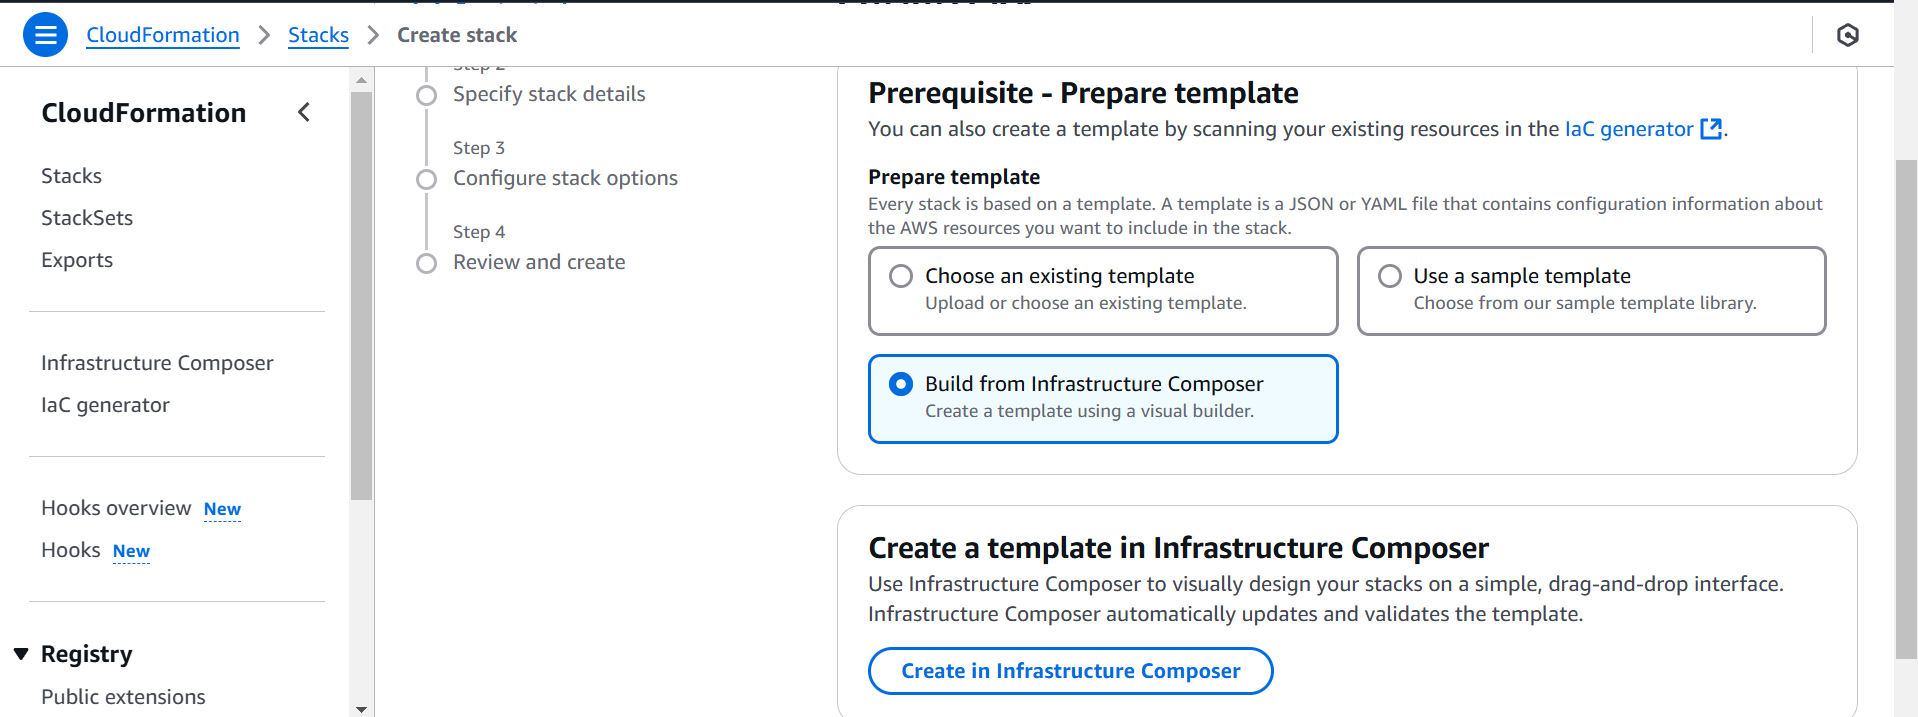 CloudFormation > Stacks > Create stack
CloudFormation
Stacks
StackSets
Exports
Infrastructure Composer
IaC generator
Hooks overview New
Hooks New
Registry
Public extensions
Specify stack details
Step 3
Configure stack options
Step 4
Review and create
Prerequisite - Prepare template
You can also create a template by scanning your existing resources in the IaC generator.
Prepare template
Every stack is based on a template. A template is a JSON or YAML file that contains configuration information about
the AWS resources you want to include in the stack.
Choose an existing template
Upload or choose an existing template.
Use a sample template
Choose from our sample template library.
Build from Infrastructure Composer
Create a template using a visual builder.
Create a template in Infrastructure Composer
Use Infrastructure Composer to visually design your stacks on a simple, drag-and-drop interface.
Infrastructure Composer automatically updates and validates the template.
Create in Infrastructure Composer